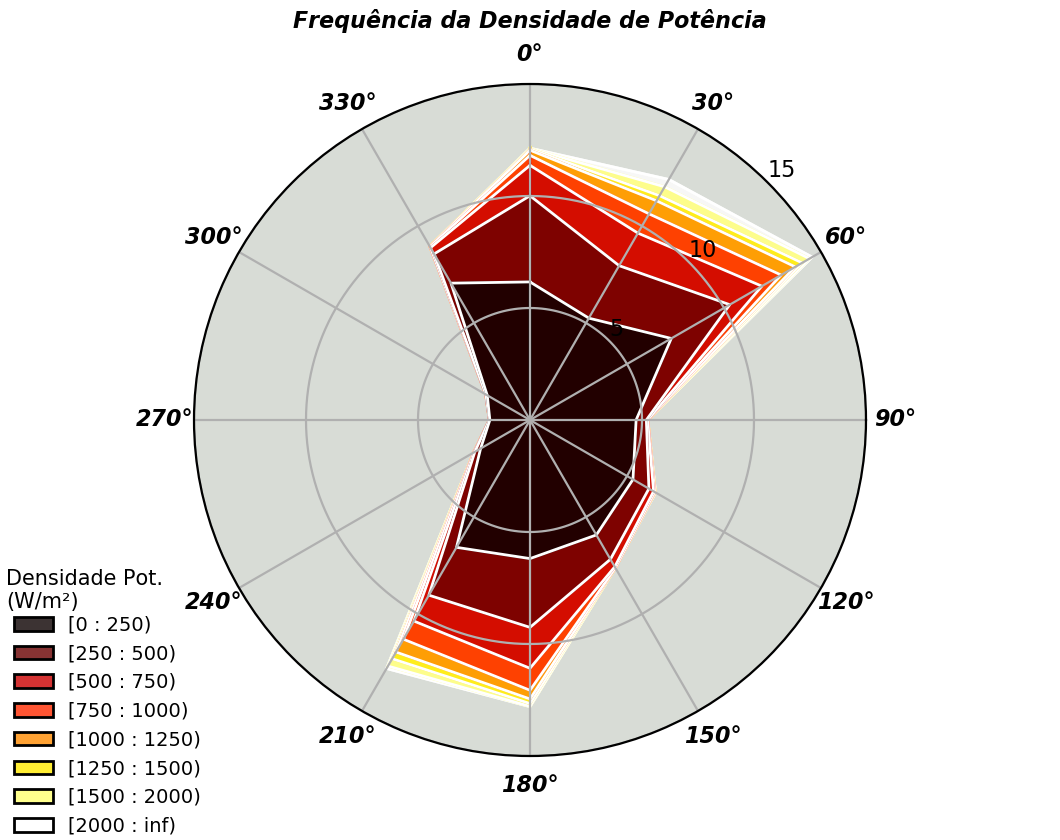 Frequência da Densidade de Potência
0°
330°
30°
15
300°
60°
10
5
270°
90°
Densidade Pot.
(W/m²)
240°
120°
[0 : 250)
[250 : 500)
[500 : 750)
[750 : 1000)
210°
150°
[1000 : 1250)
[1250 : 1500)
180°
[1500 : 2000)
[2000 : inf)